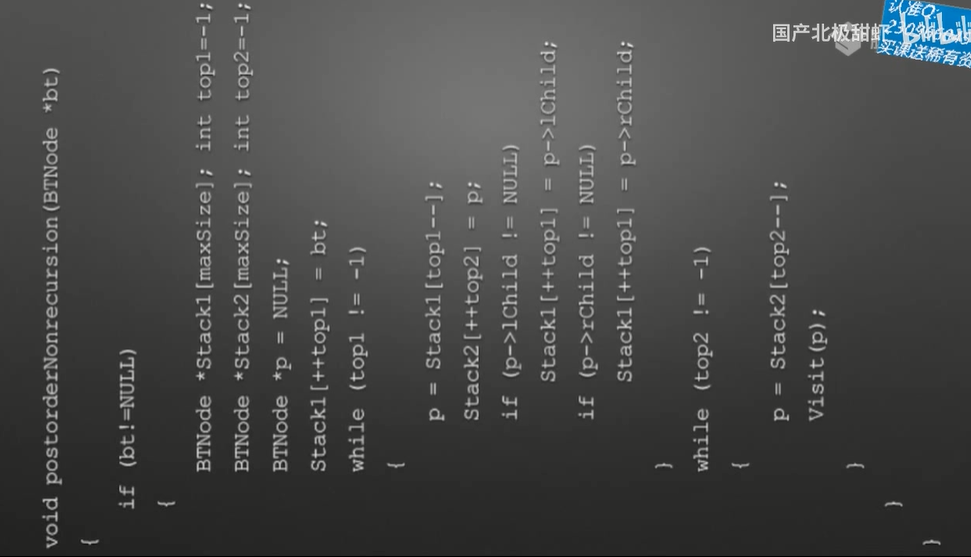 void postorderNonrecursion(BTNode *bt)
{
if (bt!=NULL)
{
BTNode *Stack1[maxSize]; int top1=-1;
BTNode *Stack2[maxSize]; int top2=-1;
BTNode *p = NULL;
Stack1[++top1] = bt;
while (top1 != -1)
{
p = Stack1[top1--];
Stack2[++top2] = p;
if (p->lChild != NULL)
Stack1[++top1] = p->lChild;
if (p->rChild != NULL)
Stack1[++top1] = p->rChild;
}
while (top2 != -1)
{
p = Stack2[top2--];
Visit(p);
}
}
}
国产北极甜虾
认准Q:
买课送稀有资